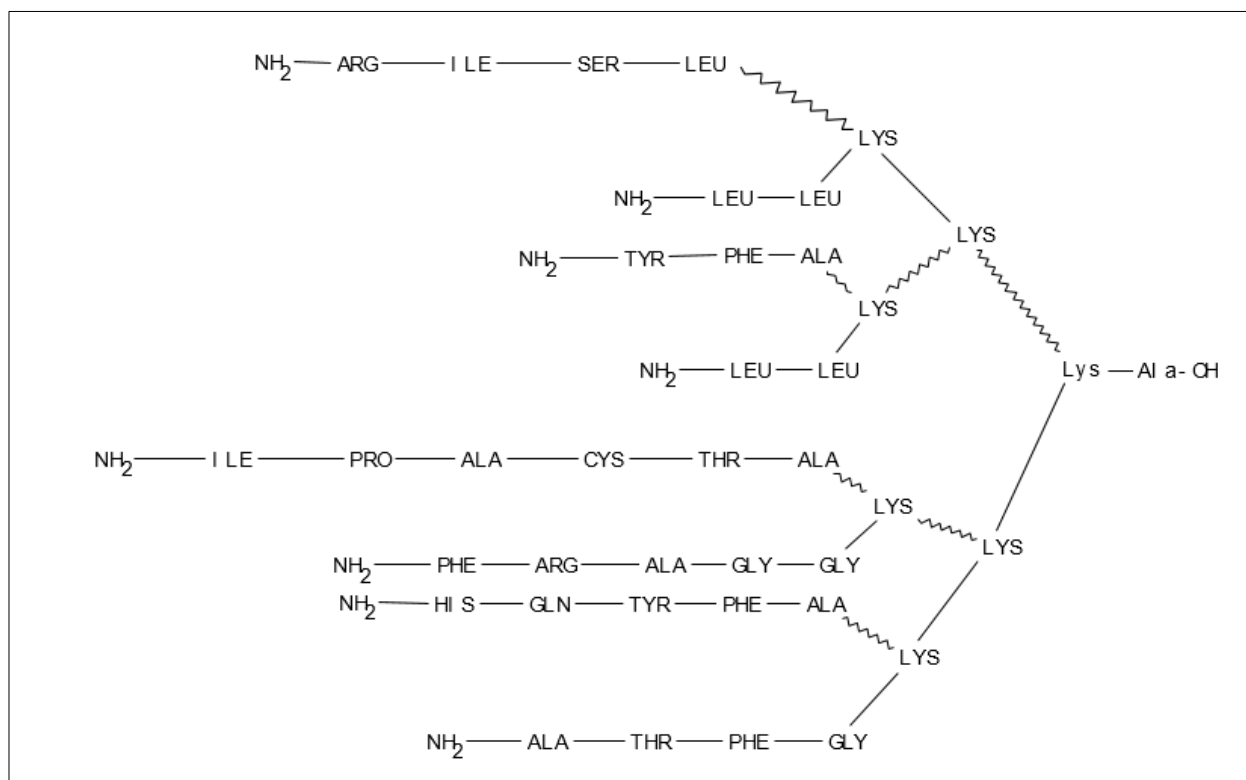 NH2 ARG ILE SER LEU
LYS
NH2 LEU LEU
LYS
NH2 TYR PHE ALA
LYS
NH2 LEU LEU
Lys Ala-OH
NH2 ILE PRO ALA CYS THR ALA
LYS
LYS
NH2 PHE ARG ALA GLY GLY
NH2 HIS GLN TYR PHE ALA
LYS
NH2 ALA THR PHE GLY